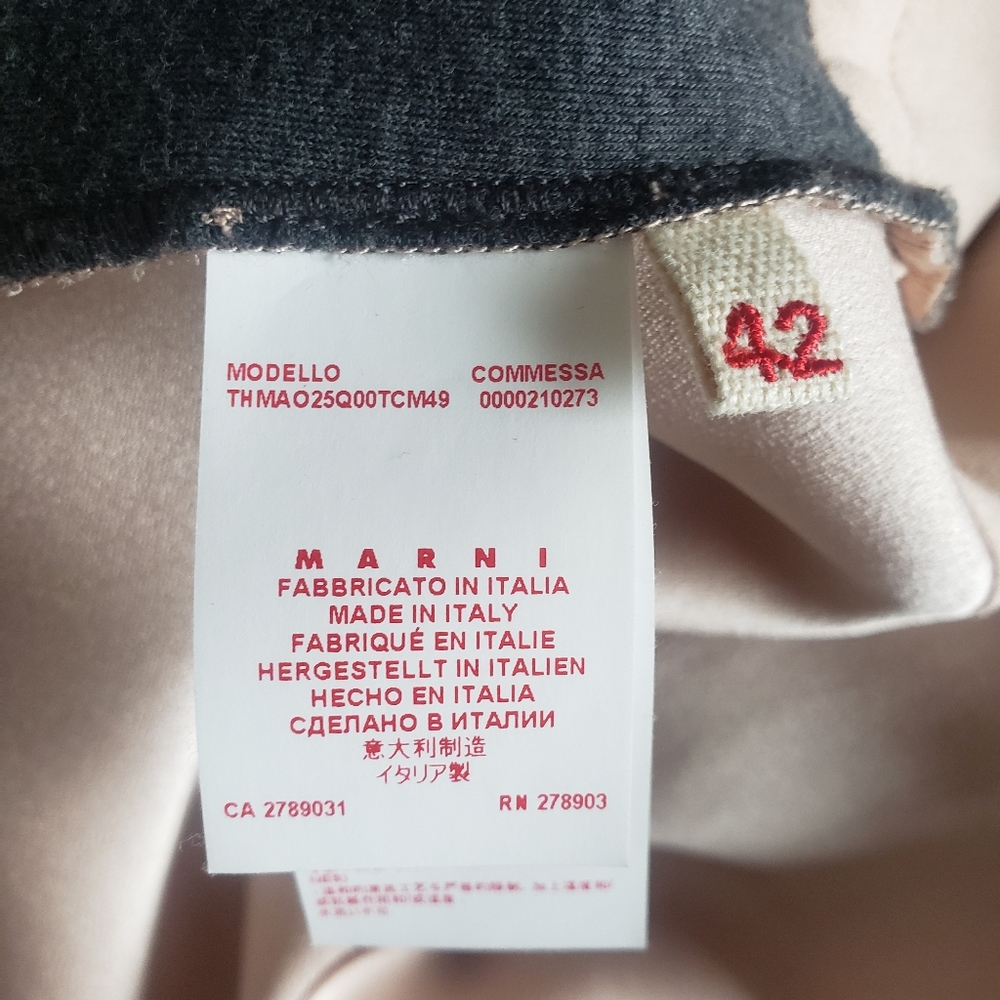 42
MODELLO COMMESSA
THMAO25Q00TCM49 0000210273
MARNI
FABBRICATO IN ITALIA
MADE IN ITALY
FABRIQUÉ EN ITALIE
HERGESTELLT IN ITALIEN
HECHO EN ITALIA
СДЕЛАНО В ИТАЛИИ
意大利制造
イタリア製
CA 2789031 RN 278903